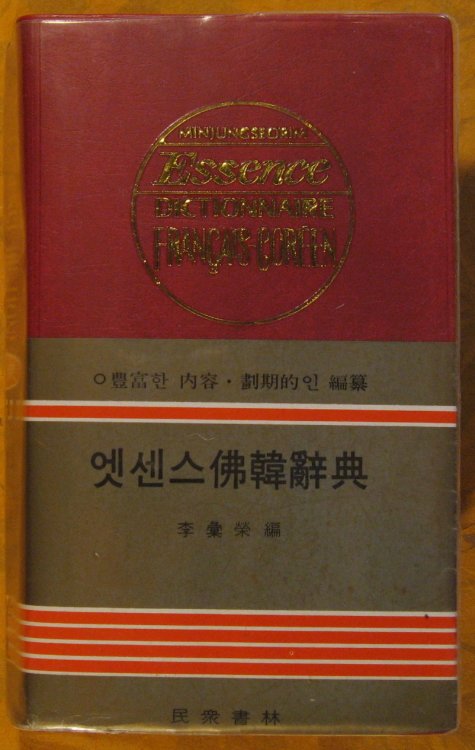 MINJUNGSEORIM
Essence
DICTIONNAIRE
FRANÇAIS-CORÉEN
○豐富한 內容·劃期的인 編纂
엣센스佛韓辭典
李彙榮 編
民衆書林